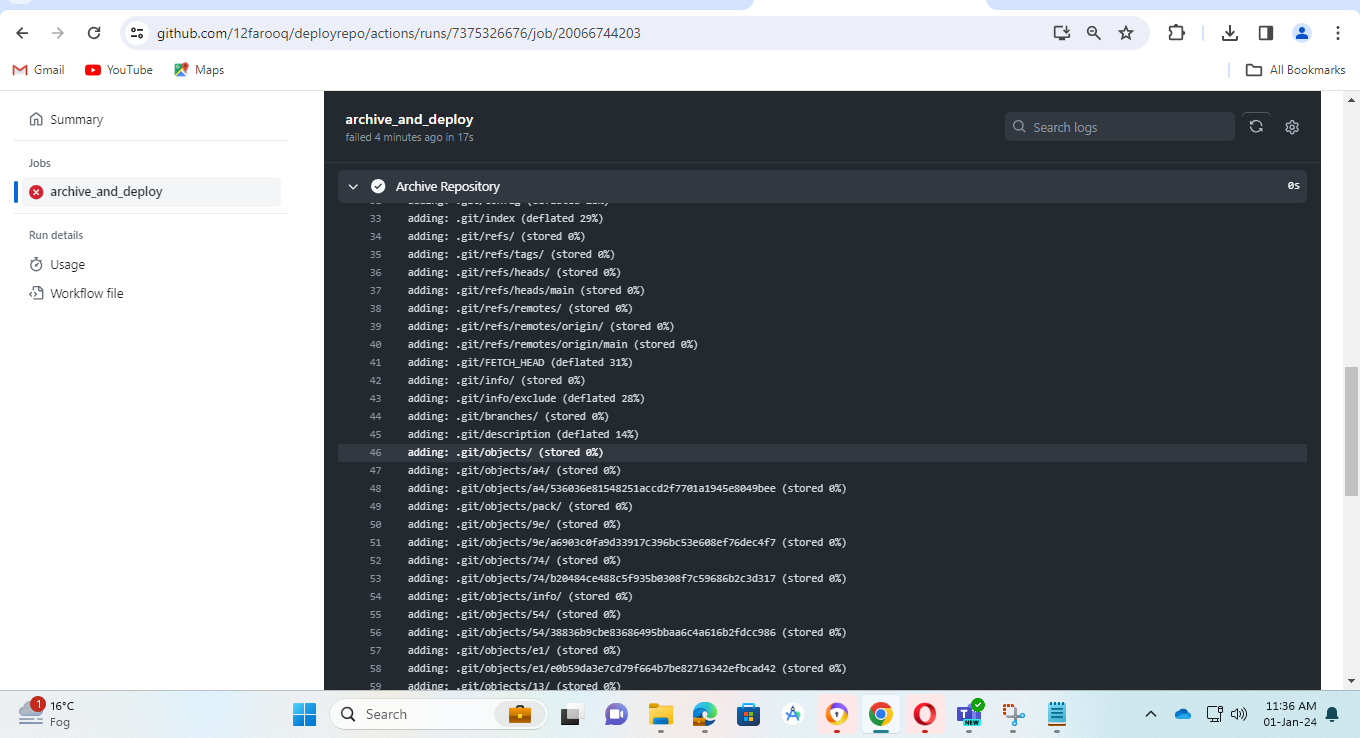 github.com/12farooq/deployrepo/actions/runs/7375326676/job/20066744203
Gmail
YouTube
Maps
All Bookmarks
Summary
Jobs
archive_and_deploy
Run details
Usage
Workflow file
archive_and_deploy
failed 4 minutes ago in 17s
Search logs
Archive Repository
0s
33 adding: .git/index (deflated 29%)
34 adding: .git/refs/ (stored 0%)
35 adding: .git/refs/tags/ (stored 0%)
36 adding: .git/refs/heads/ (stored 0%)
37 adding: .git/refs/heads/main (stored 0%)
38 adding: .git/refs/remotes/ (stored 0%)
39 adding: .git/refs/remotes/origin/ (stored 0%)
40 adding: .git/refs/remotes/origin/main (stored 0%)
41 adding: .git/FETCH_HEAD (deflated 31%)
42 adding: .git/info/ (stored 0%)
43 adding: .git/info/exclude (deflated 28%)
44 adding: .git/branches/ (stored 0%)
45 adding: .git/description (deflated 14%)
46 adding: .git/objects/ (stored 0%)
47 adding: .git/objects/a4/ (stored 0%)
48 adding: .git/objects/a4/536036e81548251accd2f7701a1945e8049bee (stored 0%)
49 adding: .git/objects/pack/ (stored 0%)
50 adding: .git/objects/9e/ (stored 0%)
51 adding: .git/objects/9e/a6903c0fa9d33917c396bc53e608ef76dec4f7 (stored 0%)
52 adding: .git/objects/74/ (stored 0%)
53 adding: .git/objects/74/b20484ce488c5f935b0308f7c59686b2c3d317 (stored 0%)
54 adding: .git/objects/info/ (stored 0%)
55 adding: .git/objects/54/ (stored 0%)
56 adding: .git/objects/54/38836b9cbe83686495bbaa6c4a616b2fdcc986 (stored 0%)
57 adding: .git/objects/e1/ (stored 0%)
58 adding: .git/objects/e1/e0b59da3e7cd79f664b7be82716342efbcad42 (stored 0%)
59 adding: .git/objects/13/ (stored 0%)
1
16°C
Fog
Search
NEW
11:36 AM
01-Jan-24